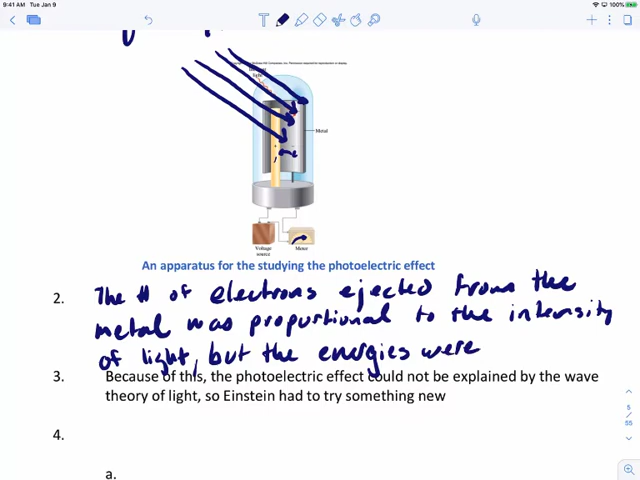 9:41 AM Tue Jan 9
100%
light
Metal
Voltage
source
Meter
An apparatus for the studying the photoelectric effect
2. The # of electrons ejected from the
metal was proportional to the intensity
of light, but the energies were
3. Because of this, the photoelectric effect could not be explained by the wave
theory of light, so Einstein had to try something new
4.
a.
5
/
55